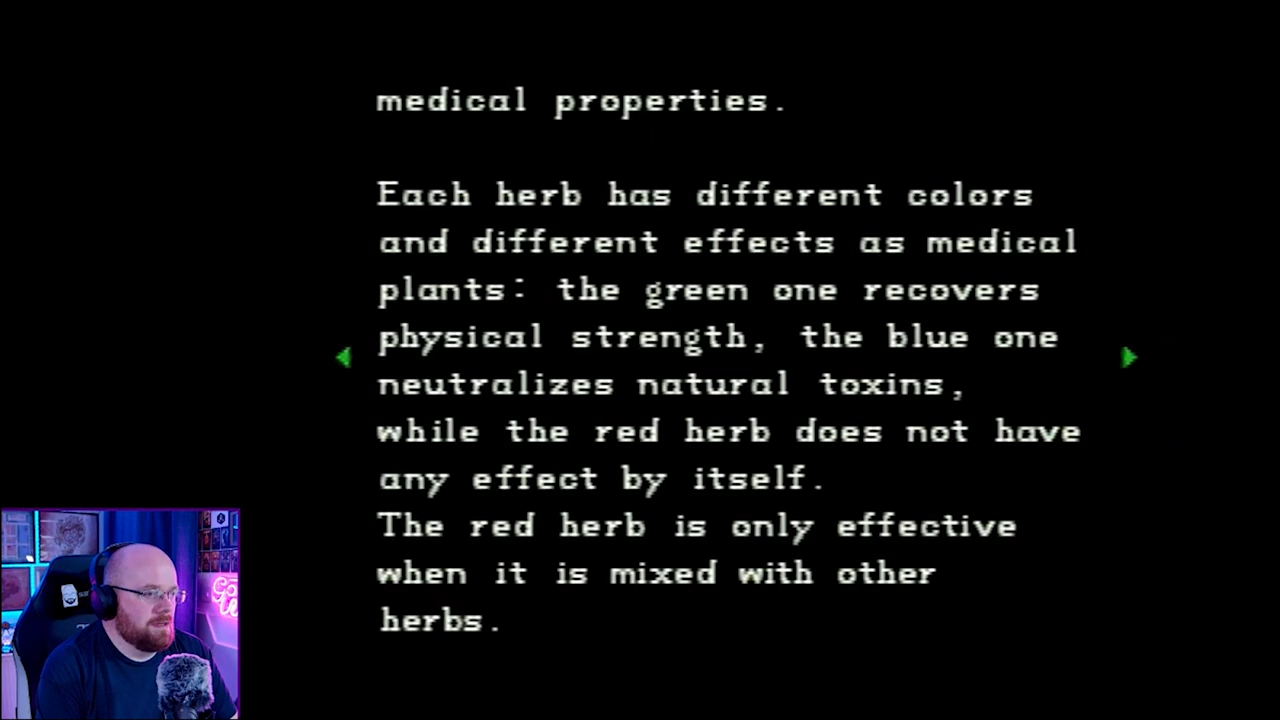 medical properties.
Each herb has different colors
and different effects as medical
plants: the green one recovers
physical strength, the blue one
neutralizes natural toxins,
while the red herb does not have
any effect by itself.
The red herb is only effective
when it is mixed with other
herbs.